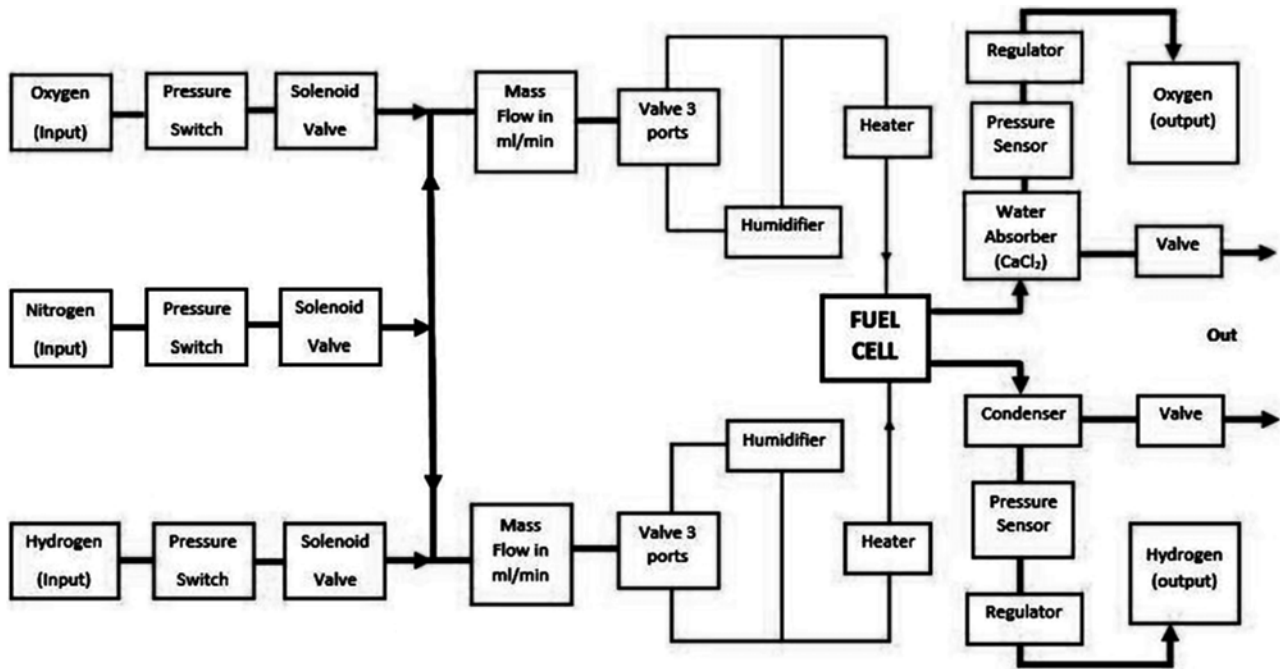 Oxygen
(Input)
Pressure
Switch
Solenoid
Valve
Mass
Flow in
ml/min
Valve 3
ports
Humidifier
Heater
Regulator
Pressure
Sensor
Water
Absorber
(CaCl₂)
Oxygen
(output)
Valve
Nitrogen
(Input)
Pressure
Switch
Solenoid
Valve
FUEL
CELL
Out
Hydrogen
(Input)
Pressure
Switch
Solenoid
Valve
Mass
Flow in
ml/min
Valve 3
ports
Humidifier
Heater
Condenser
Valve
Pressure
Sensor
Regulator
Hydrogen
(output)